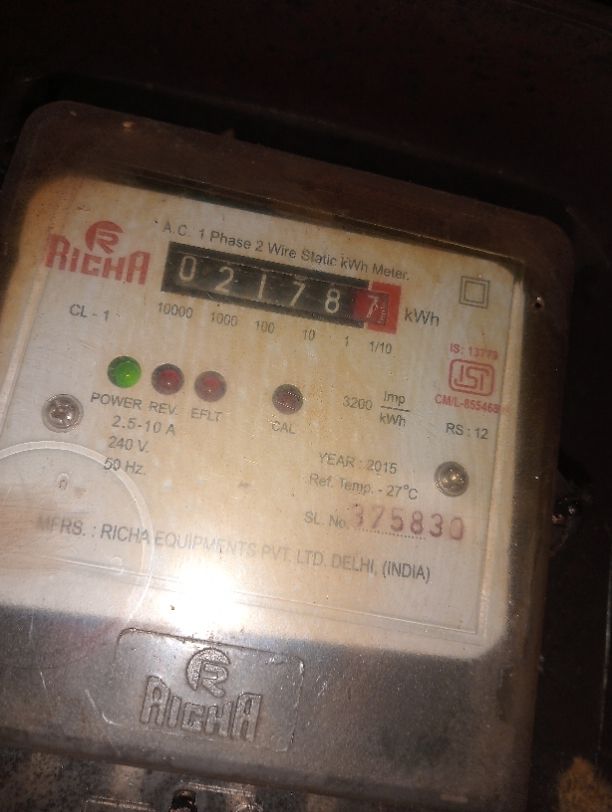 A.C. 1 Phase 2 Wire Static kWh Meter.
R
RICHA
0 2 1 7 8 7 kWh
10000 1000 100 10 1 1/10
CL - 1
IS: 13779
ISI
CM/L-855468
RS : 12
POWER REV. EFLT
CAL
3200 Imp
kWh
2.5-10 A
240 V.
50 Hz.
YEAR : 2015
Ref. Temp. - 27°C
SL. No. 375830
MFRS. : RICHA EQUIPMENTS PVT. LTD. DELHI, (INDIA)
R
RICHA